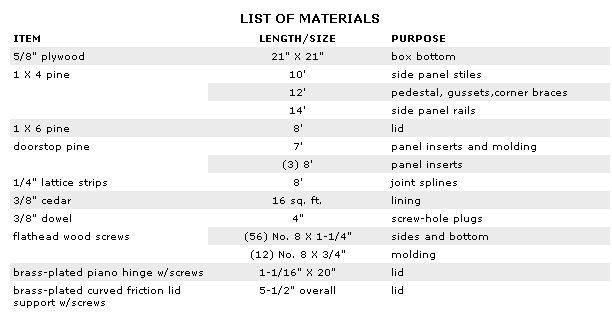 LIST OF MATERIALS
ITEM LENGTH/SIZE PURPOSE
5/8" plywood 21" X 21" box bottom
1 X 4 pine 10' side panel stiles
12' pedestal, gussets,corner braces
14' side panel rails
1 X 6 pine 8' lid
doorstop pine 7' panel inserts and molding
(3) 8' panel inserts
1/4" lattice strips 8' joint splines
3/8" cedar 16 sq. ft. lining
3/8" dowel 4" screw-hole plugs
flathead wood screws (56) No. 8 X 1-1/4" sides and bottom
(12) No. 8 X 3/4" molding
brass-plated piano hinge w/screws 1-1/16" X 20" lid
brass-plated curved friction lid 5-1/2" overall lid
support w/screws